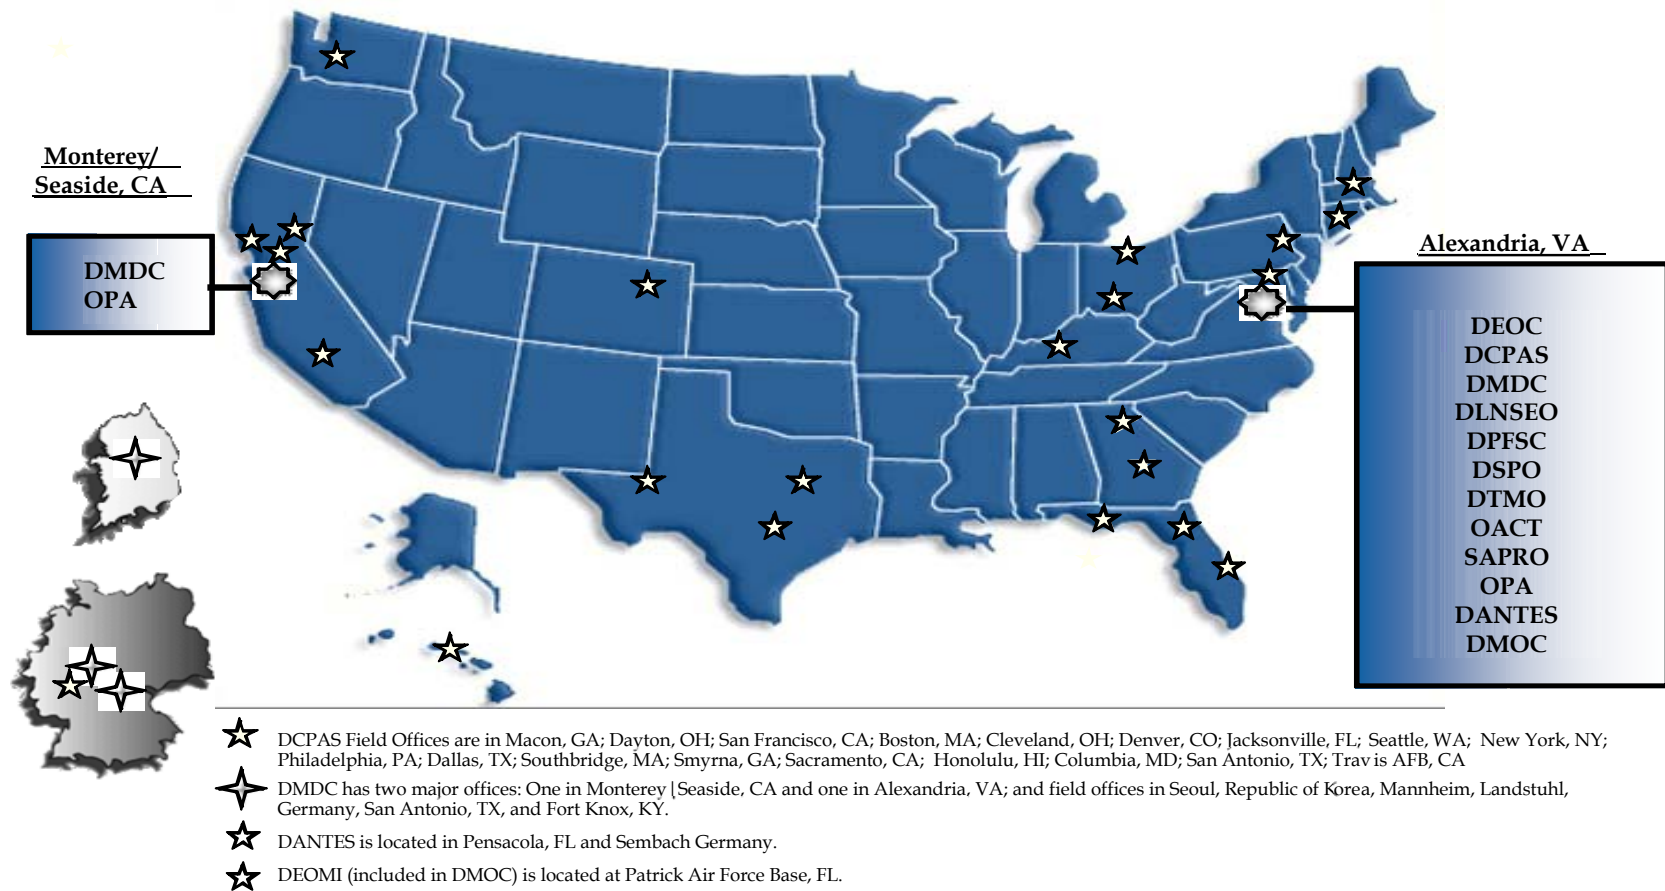 Monterey/
Seaside, CA
DMDC
OPA
Alexandria, VA
DEOC
DCPAS
DMDC
DLNSEO
DPFSC
DSPO
DTMO
OACT
SAPRO
OPA
DANTES
DMOC
DCPAS Field Offices are in Macon, GA; Dayton, OH; San Francisco, CA; Boston, MA; Cleveland, OH; Denver, CO; Jacksonville, FL; Seattle, WA; New York, NY;
Philadelphia, PA; Dallas, TX; Southbridge, MA; Smyrna, GA; Sacramento, CA; Honolulu, HI; Columbia, MD; San Antonio, TX; Travis AFB, CA
DMDC has two major offices: One in Monterey | Seaside, CA and one in Alexandria, VA; and field offices in Seoul, Republic of Korea, Mannheim, Landstuhl,
Germany, San Antonio, TX, and Fort Knox, KY.
DANTES is located in Pensacola, FL and Sembach Germany.
DEOMI (included in DMOC) is located at Patrick Air Force Base, FL.